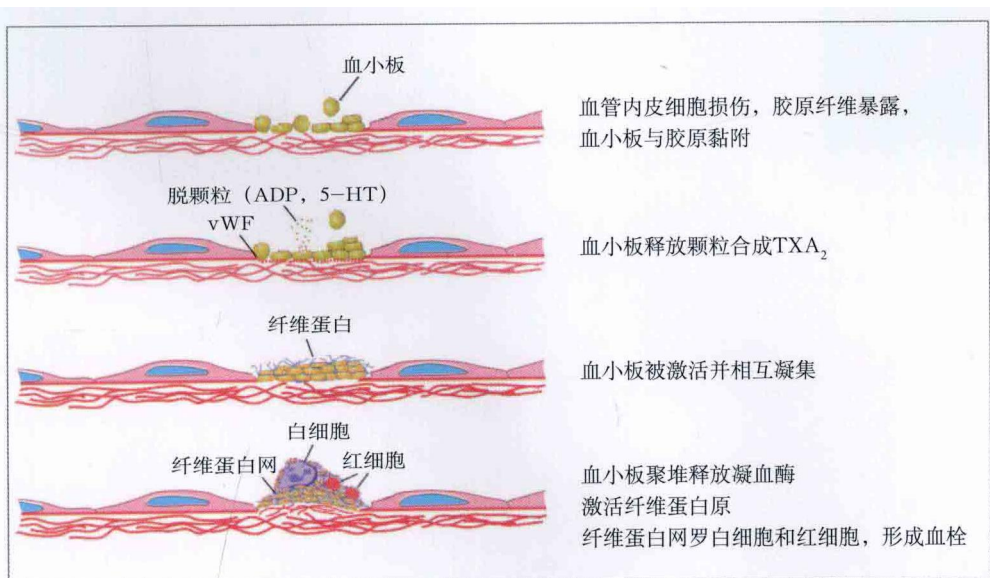 血小板
血管内皮细胞损伤，胶原纤维暴露，
血小板与胶原黏附
脱颗粒（ADP，5-HT）
vWF
血小板释放颗粒合成TXA₂
纤维蛋白
血小板被激活并相互凝集
白细胞
纤维蛋白网
红细胞
血小板聚堆释放凝血酶
激活纤维蛋白原
纤维蛋白网罗白细胞和红细胞，形成血栓